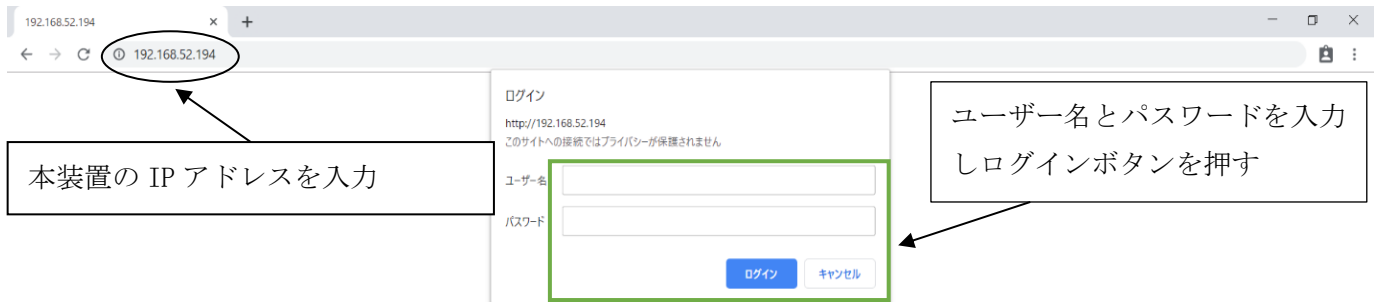 192.168.52.194
192.168.52.194
ログイン
http://192.168.52.194
このサイトへの接続ではプライバシーが保護されません
ユーザー名とパスワードを入力
しログインボタンを押す
本装置の IP アドレスを入力
ユーザー名
パスワード
ログイン
キャンセル